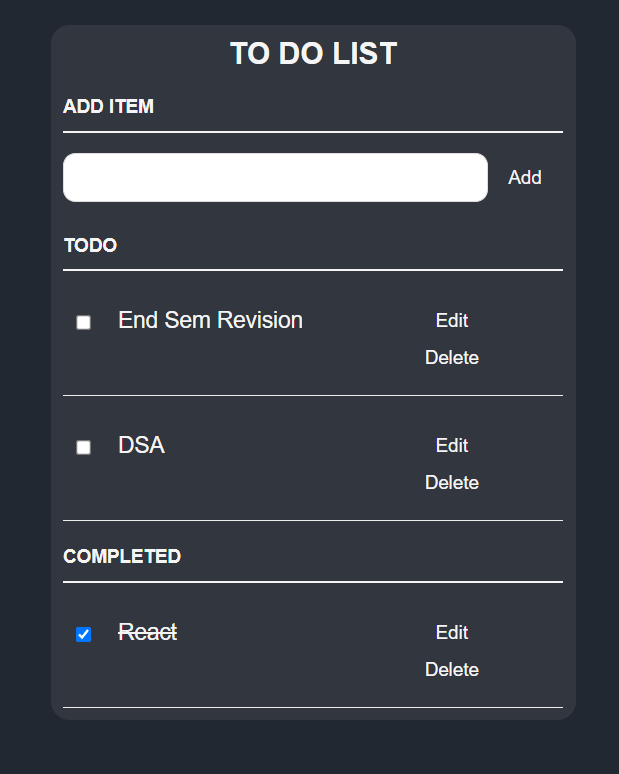 TO DO LIST
ADD ITEM
Add
TODO
End Sem Revision Edit
Delete
DSA Edit
Delete
COMPLETED
React Edit
Delete